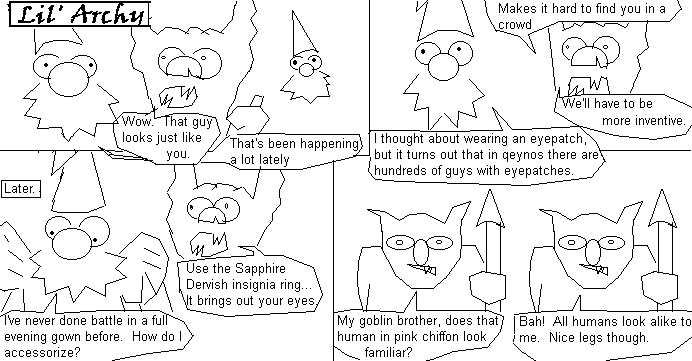 Lil' Archy
Wow. That guy
looks just like
you.
That's been happening
a lot lately
Makes it hard to find you in a
crowd
We'll have to be
more inventive.
I thought about wearing an eyepatch,
but it turns out that in qeynos there are
hundreds of guys with eyepatches.
Later.
Use the Sapphire
Dervish insignia ring...
It brings out your eyes.
I've never done battle in a full
evening gown before. How do I
accessorize?
My goblin brother, does that
human in pink chiffon look
familiar?
Bah! All humans look alike to
me. Nice legs though.